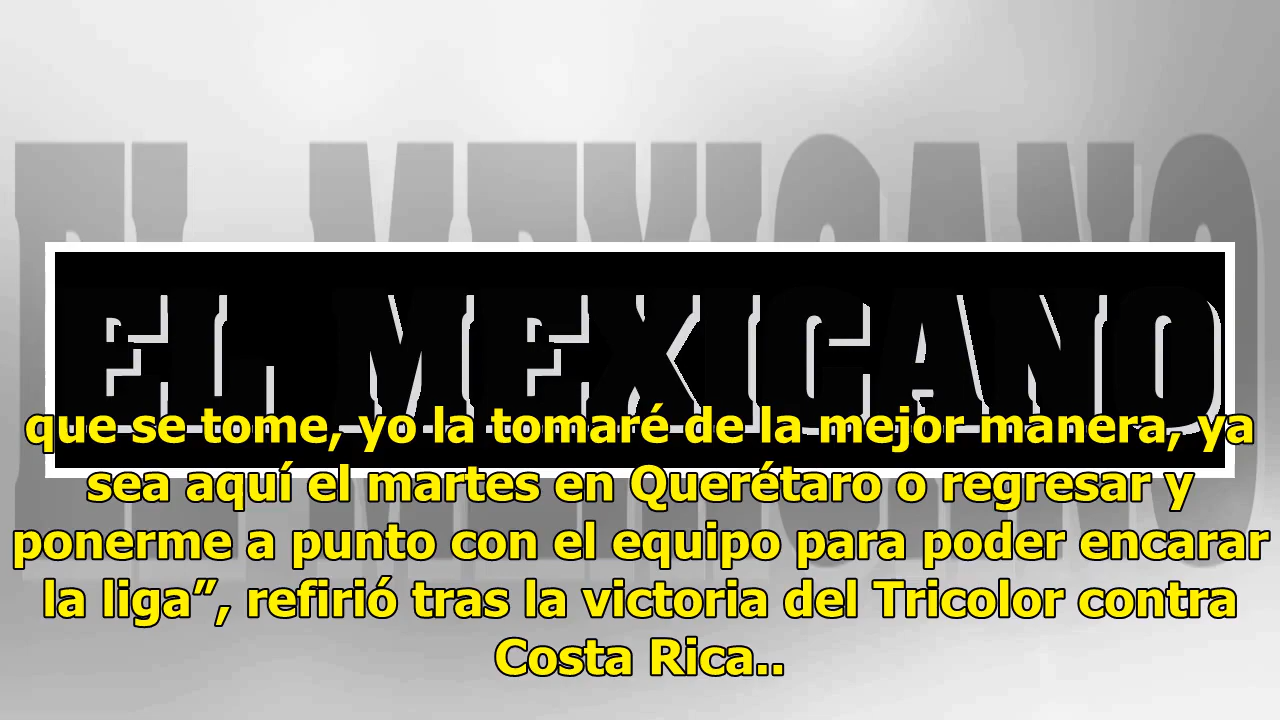 EL MEXICANO
EL MEXICANO
que se tome, yo la tomaré de la mejor manera, ya
sea aquí el martes en Querétaro o regresar y
ponerme a punto con el equipo para poder encarar
la liga”, refirió tras la victoria del Tricolor contra
Costa Rica..